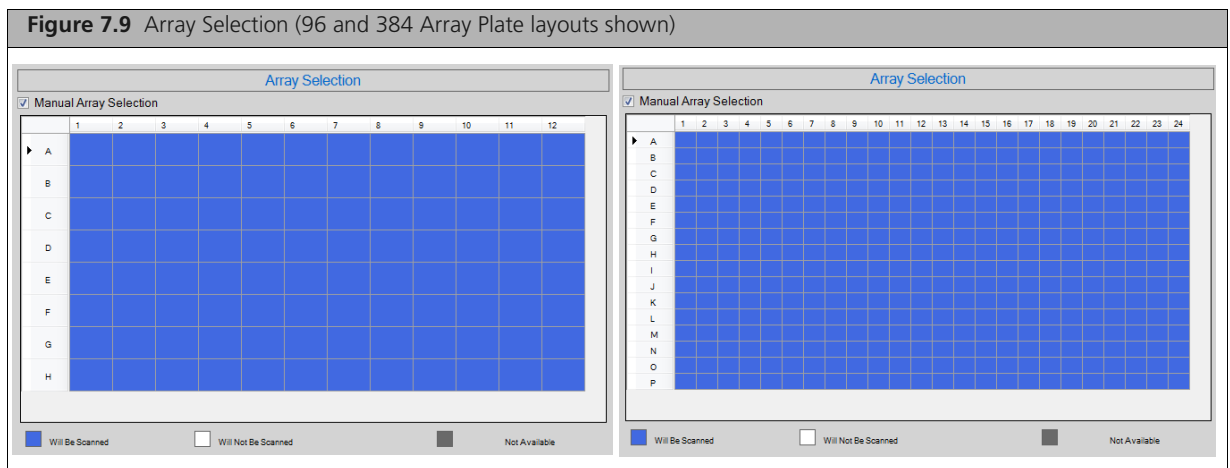 Figure 7.9 Array Selection (96 and 384 Array Plate layouts shown)
Array Selection
Manual Array Selection
1 2 3 4 5 6 7 8 9 10 11 12
A
B
C
D
E
F
G
H
Will Be Scanned Will Not Be Scanned Not Available
Array Selection
Manual Array Selection
1 2 3 4 5 6 7 8 9 10 11 12 13 14 15 16 17 18 19 20 21 22 23 24
A
B
C
D
E
F
G
H
I
J
K
L
M
N
O
P
Will Be Scanned Will Not Be Scanned Not Available